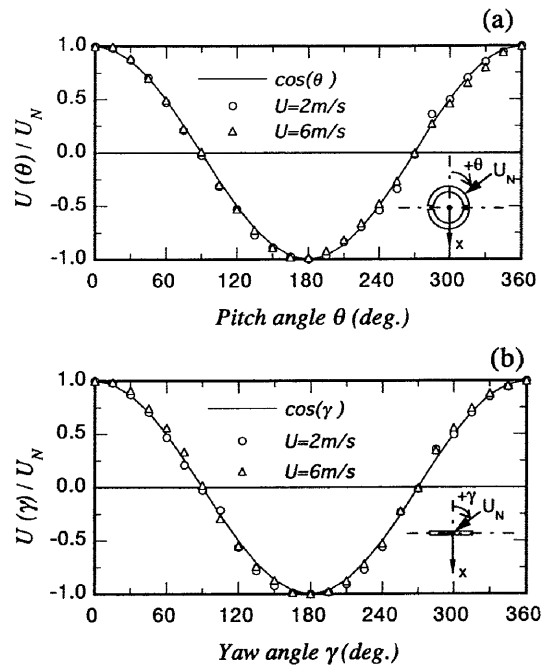 (a)
U(θ)/U_N
1.0
0.5
0.0
-0.5
-1.0
cos(θ)
U=2m/s
U=6m/s
+θ
U_N
x
0 60 120 180 240 300 360
Pitch angle θ (deg.)
(b)
U(γ)/U_N
1.0
0.5
0.0
-0.5
-1.0
cos(γ)
U=2m/s
U=6m/s
+γ
U_N
x
0 60 120 180 240 300 360
Yaw angle γ (deg.)